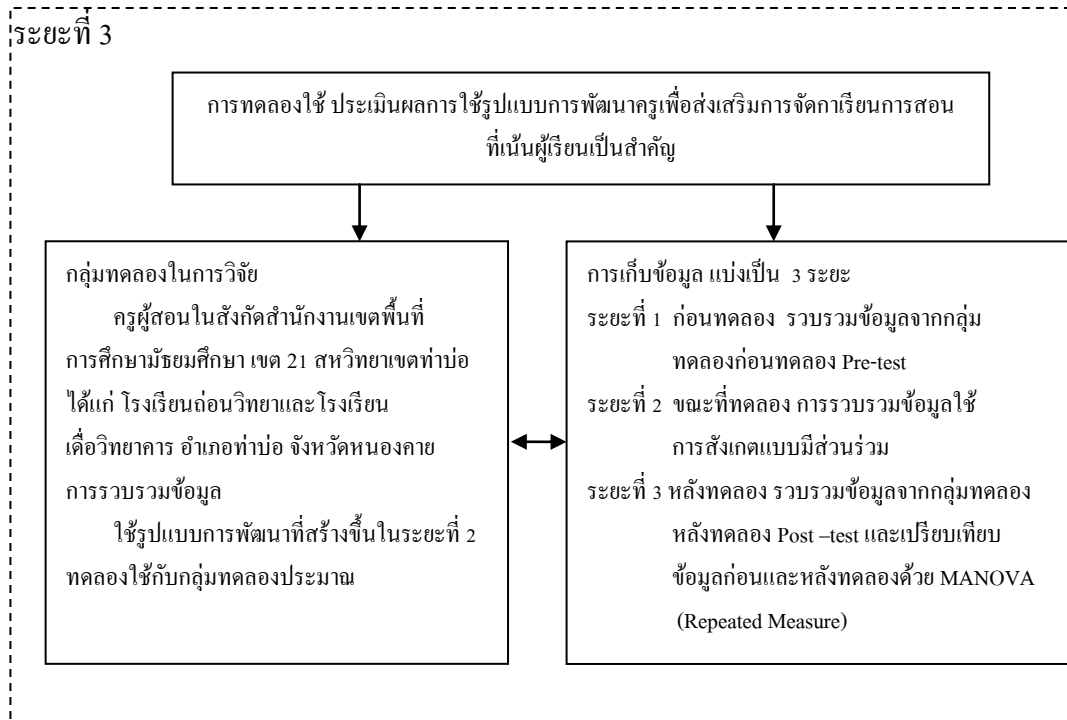 ระยะที่ 3
การทดลองใช้ ประเมินผลการใช้รูปแบบการพัฒนาครูเพื่อส่งเสริมการจัดกาเรียนการสอน
ที่เน้นผู้เรียนเป็นสำคัญ
กลุ่มทดลองในการวิจัย
ครูผู้สอนในสังกัดสำนักงานเขตพื้นที่
การศึกษามัธยมศึกษา เขต 21 สหวิทยาเขตท่าบ่อ
ได้แก่ โรงเรียนถ่อนวิทยาและโรงเรียน
เดื่อวิทยาคาร อำเภอท่าบ่อ จังหวัดหนองคาย
การรวบรวมข้อมูล
ใช้รูปแบบการพัฒนาที่สร้างขึ้นในระยะที่ 2
ทดลองใช้กับกลุ่มทดลองประมาณ
การเก็บข้อมูล แบ่งเป็น 3 ระยะ
ระยะที่ 1 ก่อนทดลอง รวบรวมข้อมูลจากกลุ่ม
ทดลองก่อนทดลอง Pre-test
ระยะที่ 2 ขณะที่ทดลอง การรวบรวมข้อมูลใช้
การสังเกตแบบมีส่วนร่วม
ระยะที่ 3 หลังทดลอง รวบรวมข้อมูลจากกลุ่มทดลอง
หลังทดลอง Post –test และเปรียบเทียบ
ข้อมูลก่อนและหลังทดลองด้วย MANOVA
(Repeated Measure)